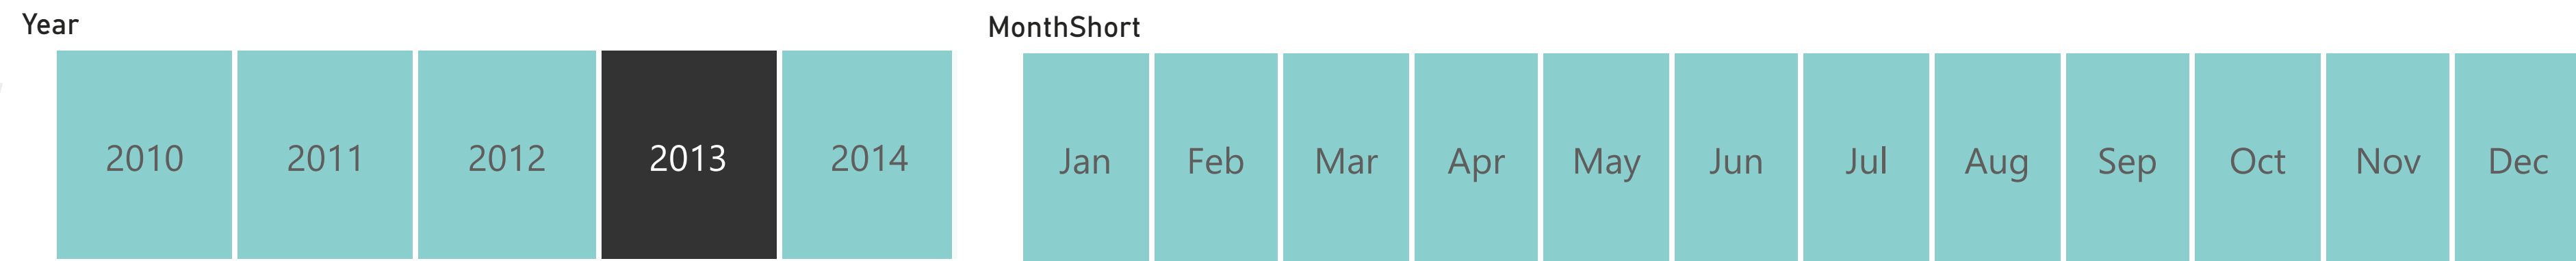 Year
2010 2011 2012 2013 2014
MonthShort
Jan Feb Mar Apr May Jun Jul Aug Sep Oct Nov Dec